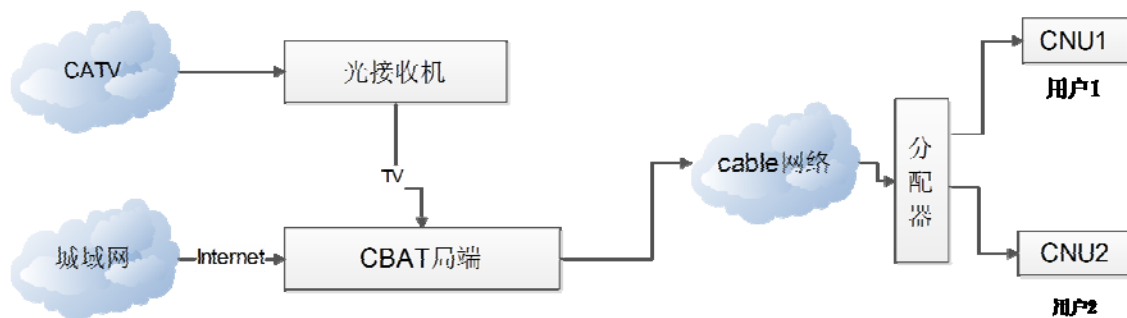 CATV
光接收机
CNU1
用户1
TV
cable网络
分配器
城域网
Internet
CBAT局端
CNU2
用户2